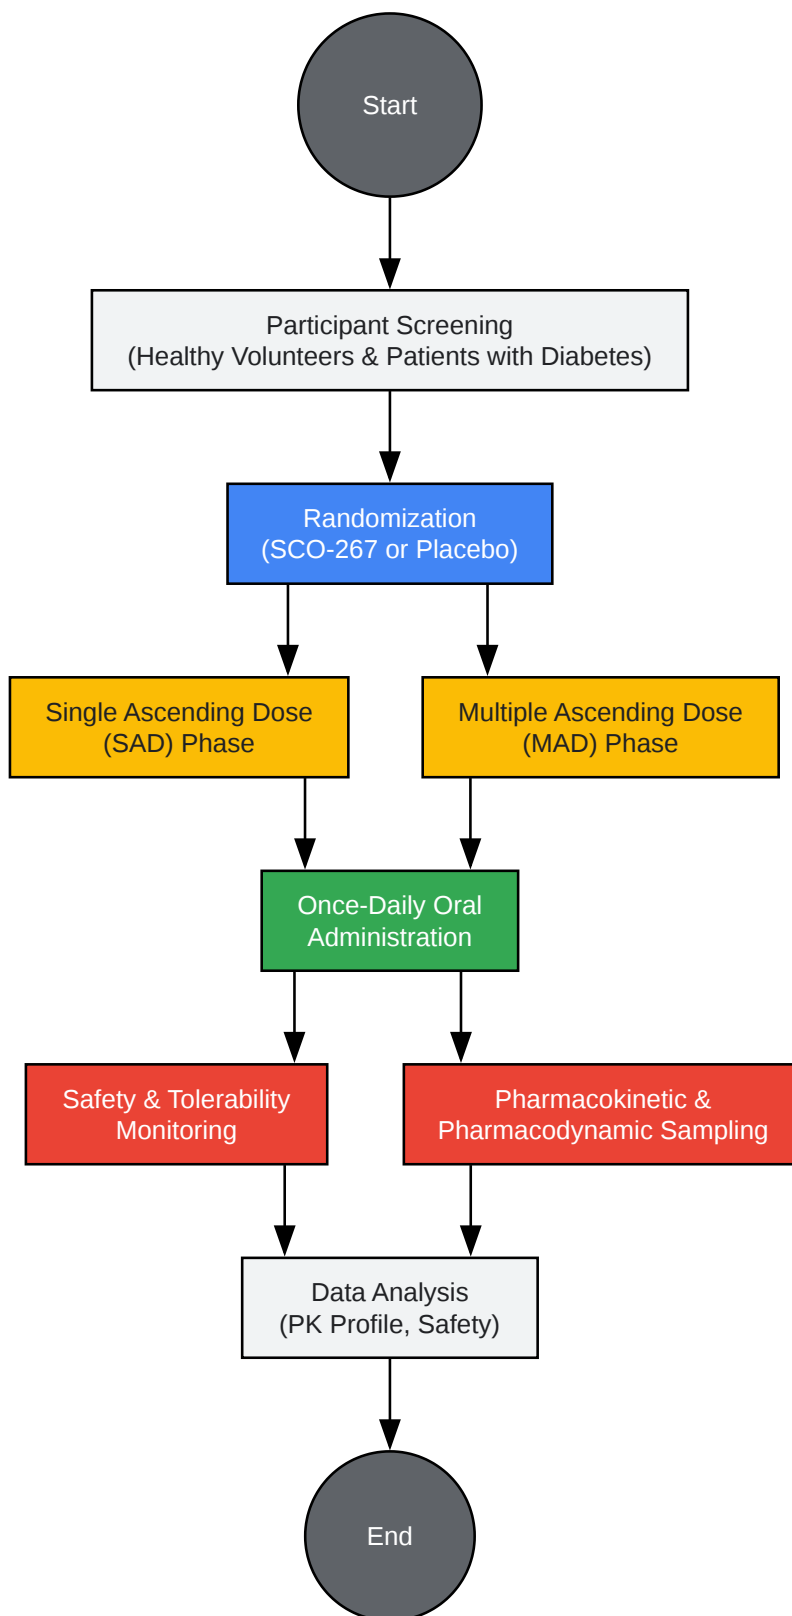 Start
Participant Screening
(Healthy Volunteers & Patients with Diabetes)
Randomization
(SCO-267 or Placebo)
Single Ascending Dose
(SAD) Phase
Multiple Ascending Dose
(MAD) Phase
Once-Daily Oral
Administration
Safety & Tolerability
Monitoring
Pharmacokinetic &
Pharmacodynamic Sampling
Data Analysis
(PK Profile, Safety)
End